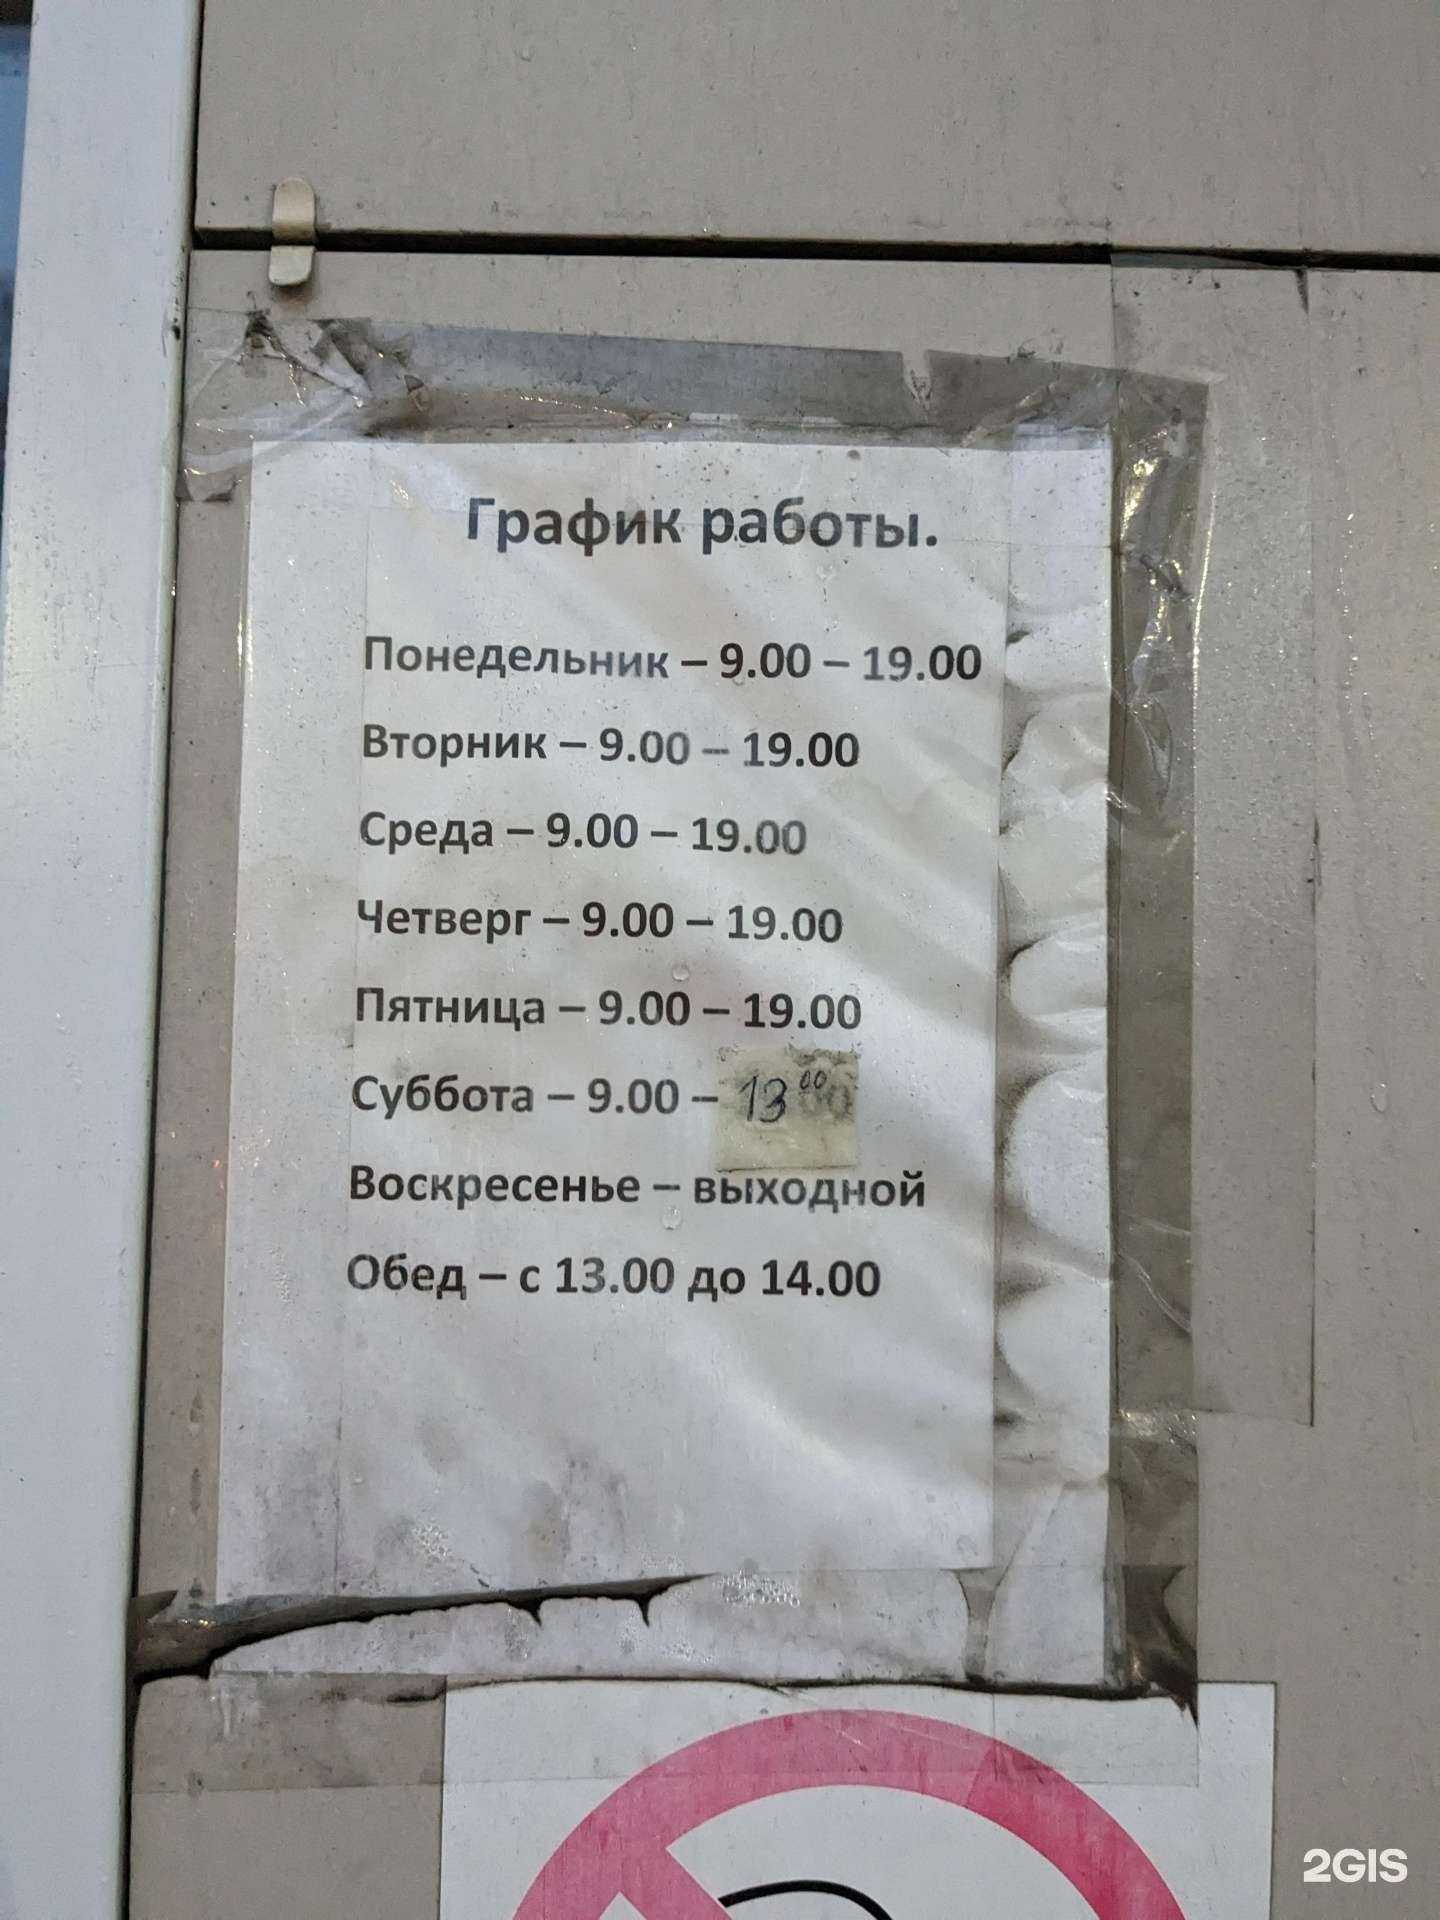 График работы.
Понедельник – 9.00 – 19.00
Вторник – 9.00 – 19.00
Среда – 9.00 – 19.00
Четверг – 9.00 – 19.00
Пятница – 9.00 – 19.00
Суббота – 9.00 – 13 00
Воскресенье – выходной
Обед – с 13.00 до 14.00
2GIS